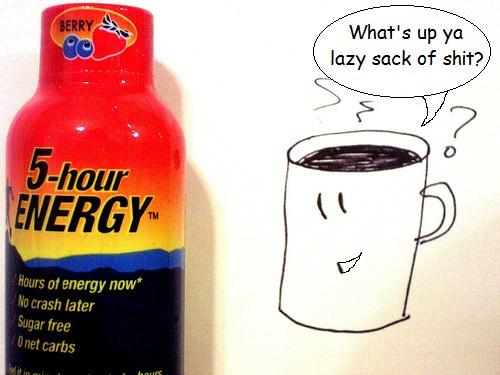 BERRY
5-hour
ENERGY™
Hours of energy now*
No crash later
Sugar free
0 net carbs
What's up ya
lazy sack of shit?
?